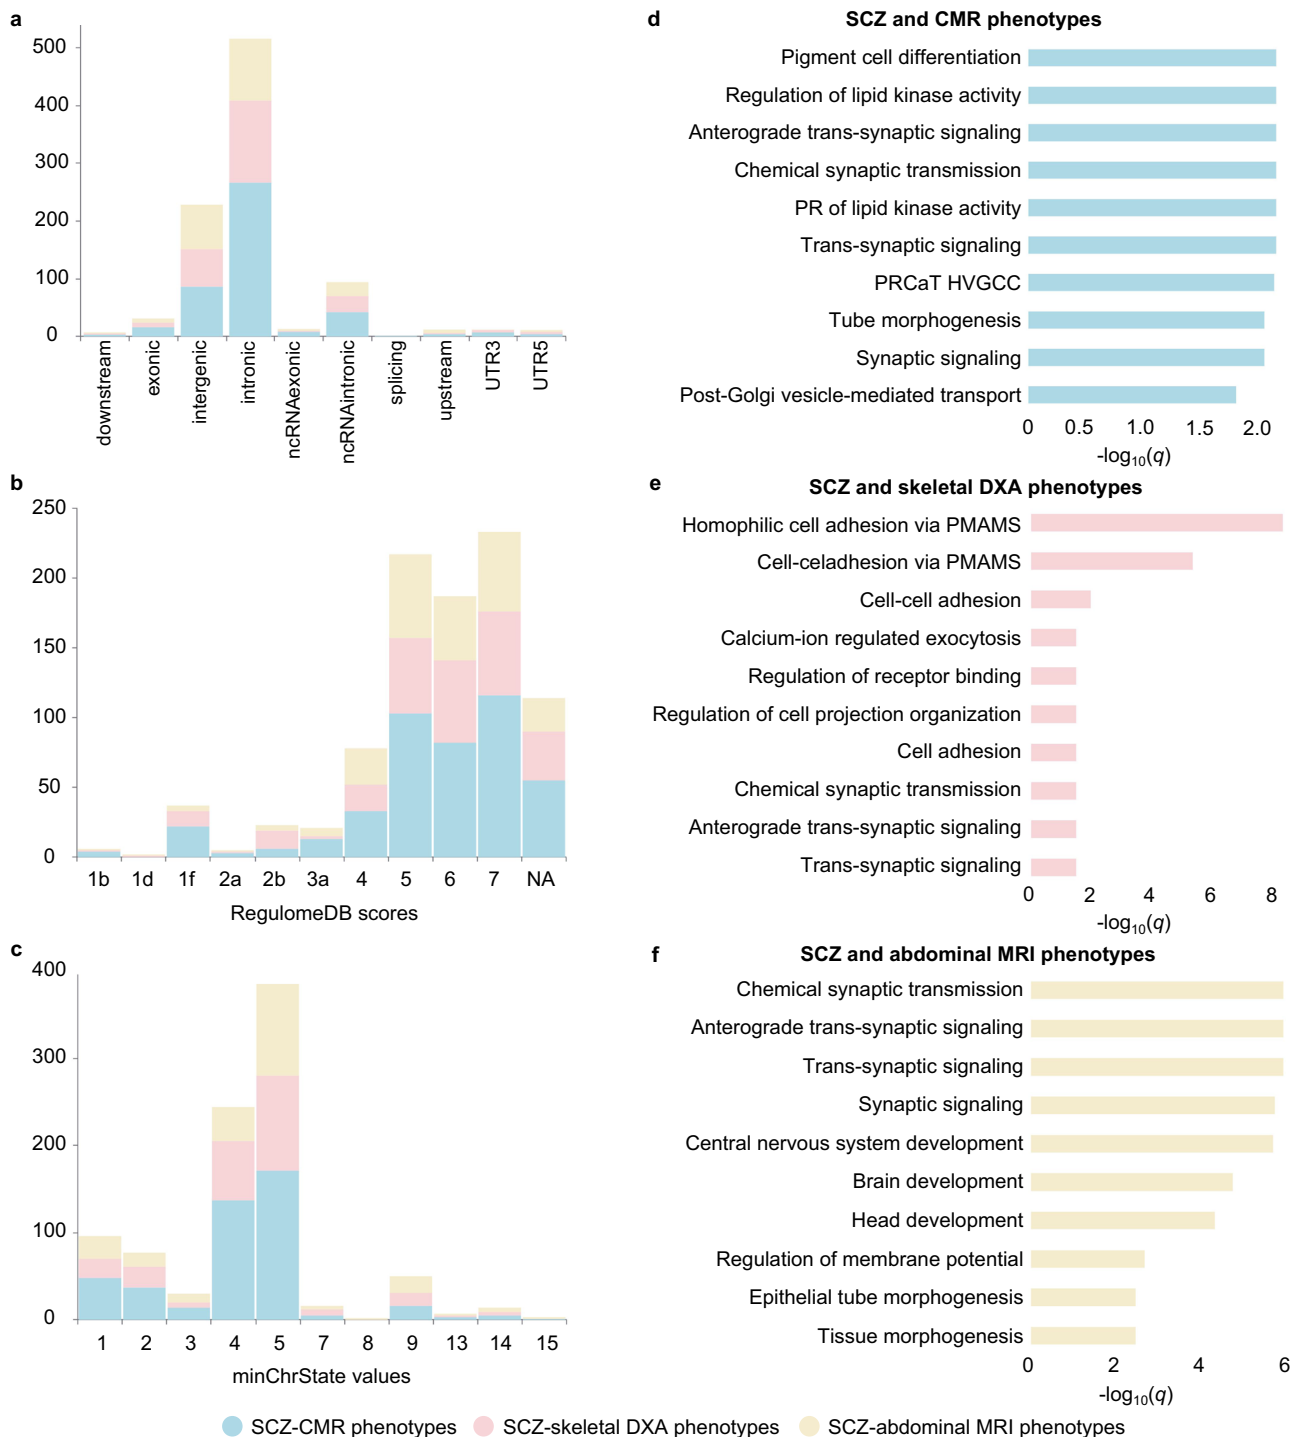 a
500
400
300
200
100
0
downstream
exonic
intergenic
intronic
ncRNAexonic
ncRNAintronic
splicing
upstream
UTR3
UTR5
b
250
200
150
100
50
0
1b 1d 1f 2a 2b 3a 4 5 6 7 NA
RegulomeDB scores
c
400
300
200
100
0
1 2 3 4 5 7 8 9 13 14 15
minChrState values
d
SCZ and CMR phenotypes
Pigment cell differentiation
Regulation of lipid kinase activity
Anterograde trans-synaptic signaling
Chemical synaptic transmission
PR of lipid kinase activity
Trans-synaptic signaling
PRCaT HVGCC
Tube morphogenesis
Synaptic signaling
Post-Golgi vesicle-mediated transport
0 0.5 1.0 1.5 2.0
-log10(q)
e
SCZ and skeletal DXA phenotypes
Homophilic cell adhesion via PMAMS
Cell-celadhesion via PMAMS
Cell-cell adhesion
Calcium-ion regulated exocytosis
Regulation of receptor binding
Regulation of cell projection organization
Cell adhesion
Chemical synaptic transmission
Anterograde trans-synaptic signaling
Trans-synaptic signaling
0 2 4 6 8
-log10(q)
f
SCZ and abdominal MRI phenotypes
Chemical synaptic transmission
Anterograde trans-synaptic signaling
Trans-synaptic signaling
Synaptic signaling
Central nervous system development
Brain development
Head development
Regulation of membrane potential
Epithelial tube morphogenesis
Tissue morphogenesis
0 2 4 6
-log10(q)
SCZ-CMR phenotypes SCZ-skeletal DXA phenotypes SCZ-abdominal MRI phenotypes